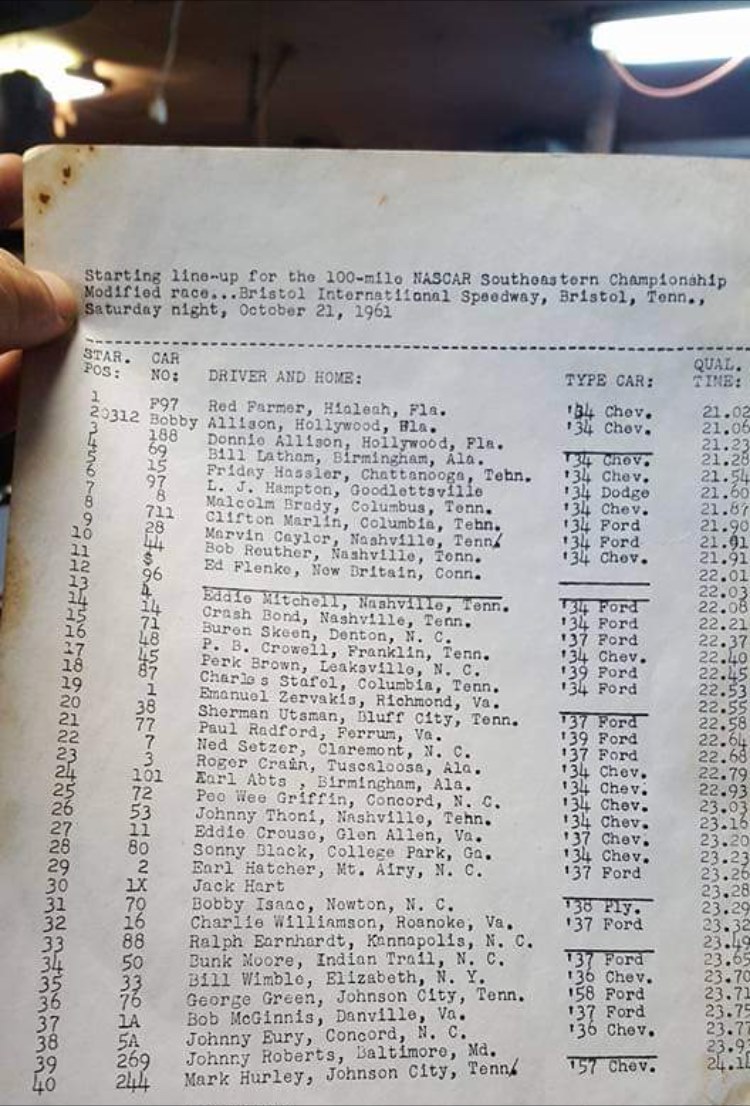 Starting line-up for the 100-mile NASCAR Southeastern Championship
Modified race...Bristol Internatiional Speedway, Bristol, Tenn.,
Saturday night, October 21, 1961
STAR. CAR QUAL.
POS: NO: DRIVER AND HOME: TYPE CAR: TIME:
1 F97 Red Farmer, Hialeah, Fla. '34 Chev. 21.02
2 0312 Bobby Allison, Hollywood, Fla. '34 Chev. 21.06
3 188 Donnie Allison, Hollywood, Fla. 21.23
4 69 Bill Latham, Birmingham, Ala. '34 Chev. 21.28
5 15 Friday Hassler, Chattanooga, Tehn. '34 Chev. 21.54
6 97 L. J. Hampton, Goodlettsville '34 Dodge 21.60
7 8 Malcolm Brady, Columbus, Tenn. '34 Chev. 21.87
8 711 Clifton Marlin, Columbia, Tehn. '34 Ford 21.90
9 28 Marvin Caylor, Nashville, Tenn/ '34 Ford 21.91
10 44 Bob Reuther, Nashville, Tenn. '34 Chev. 21.91
11 $ Ed Flenke, New Britain, Conn. 22.01
12 96 22.03
13 4 Eddie Mitchell, Nashville, Tenn. '34 Ford 22.08
14 14 Crash Bond, Nashville, Tenn. '34 Ford 22.21
15 71 Buren Skeen, Denton, N. C. '37 Ford 22.37
16 48 P. B. Crowell, Franklin, Tenn. '34 Chev. 22.40
17 45 Perk Brown, Leaksville, N. C. '39 Ford 22.45
18 87 Charles Stafel, Columbia, Tenn. '34 Ford 22.53
19 1 Emanuel Zervakis, Richmond, Va. 22.55
20 38 Sherman Utsman, Bluff City, Tenn. '37 Ford 22.58
21 77 Paul Radford, Ferrum, Va. '39 Ford 22.64
22 7 Ned Setzer, Claremont, N. C. '37 Ford 22.68
23 3 Roger Crain, Tuscaloosa, Ala. '34 Chev. 22.79
24 101 Earl Abts , Birmingham, Ala. '34 Chev. 22.93
25 72 Pee Wee Griffin, Concord, N. C. '34 Chev. 23.03
26 53 Johnny Thoni, Nashville, Tehn. '34 Chev. 23.16
27 11 Eddie Crouse, Glen Allen, Va. '37 Chev. 23.20
28 80 Sonny Black, College Park, Ga. '34 Chev. 23.23
29 2 Earl Hatcher, Mt. Airy, N. C. '37 Ford 23.26
30 1X Jack Hart 23.28
31 70 Bobby Isaac, Newton, N. C. '38 Ply. 23.29
32 16 Charlie Williamson, Roanoke, Va. '37 Ford 23.32
33 88 Ralph Earnhardt, Kannapolis, N. C. 23.49
34 50 Bunk Moore, Indian Trail, N. C. '37 Ford 23.65
35 33 Bill Wimble, Elizabeth, N. Y. '36 Chev. 23.70
36 76 George Green, Johnson City, Tenn. '58 Ford 23.71
37 1A Bob McGinnis, Danville, Va. '37 Ford 23.75
38 5A Johnny Eury, Concord, N. C. '36 Chev. 23.77
39 269 Johnny Roberts, Baltimore, Md. 23.93
40 244 Mark Hurley, Johnson City, Tenn/ '57 Chev. 24.14